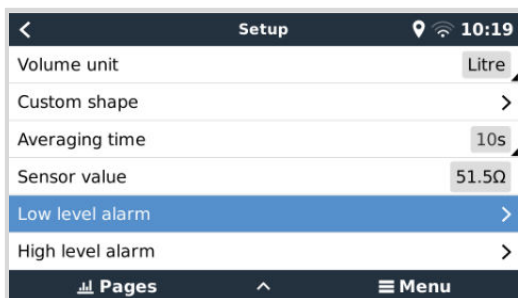 Setup 10:19
Volume unit Litre
Custom shape
Averaging time 10s
Sensor value 51.5Ω
Low level alarm
High level alarm
Pages Menu